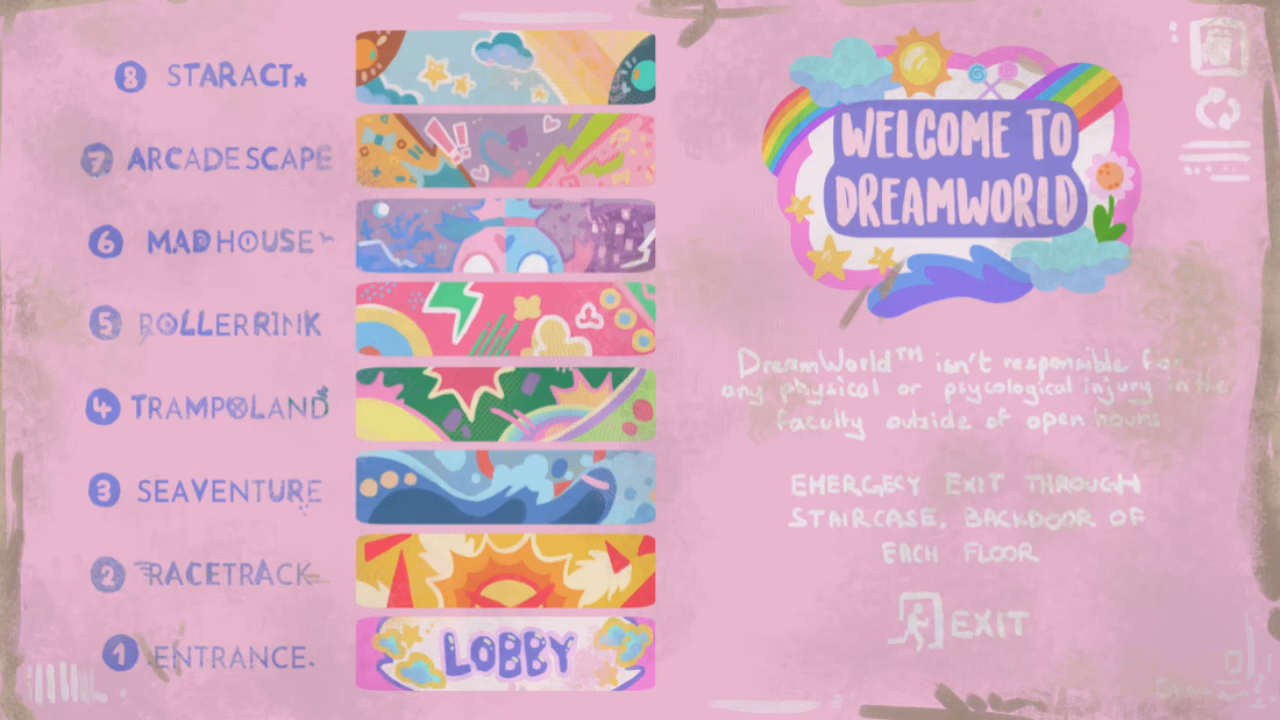 8 STARACT
7 ARCADESCAPE
6 MADHOUSE
5 ROLLERRINK
4 TRAMPOLAND
3 SEAVENTURE
2 RACETRACK
1 ENTRANCE.
LOBBY
WELCOME TO
DREAMWORLD
DreamWorld™ isn't responsible for
any physical or psycological injury in the
faculty outside of open hours
EMERGECY EXIT THROUGH
STAIRCASE, BACKDOOR OF
EACH FLOOR
EXIT